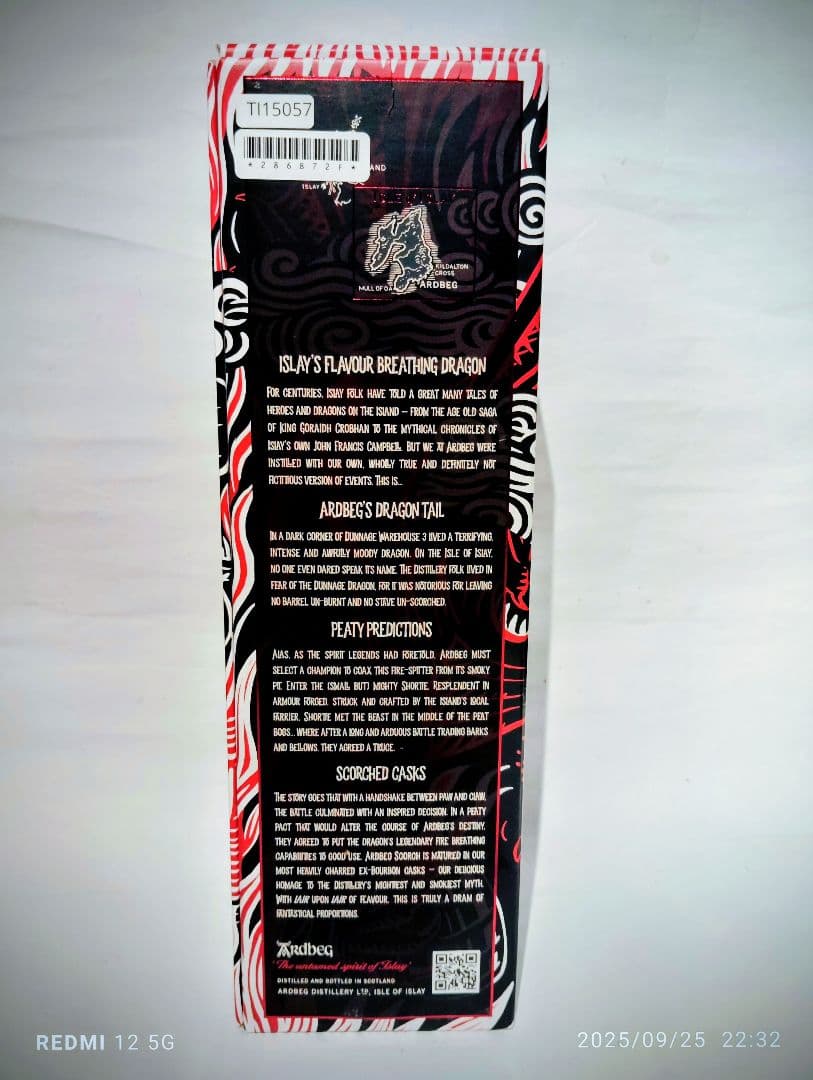 TI15057
*286872F*
AND
ISLAY
ISLE OF ISLAY
KILDALTON
CROSS
MULL OF OA
ARDBEG
ISLAY'S FLAVOUR BREATHING DRAGON
FOR CENTURIES, ISLAY FOLK HAVE TOLD A GREAT MANY TALES OF
HEROES AND DRAGONS ON THE ISLAND – FROM THE AGE OLD SAGA
OF KING GORAIDH CROBHAN TO THE MYTHICAL CHRONICLES OF
ISLAY'S OWN JOHN FRANCIS CAMPBELL. BUT WE AT ARDBEG WERE
INSTILLED WITH OUR OWN, WHOLLY TRUE AND DEFINITELY NOT
FICTITIOUS VERSION OF EVENTS. THIS IS...
ARDBEG'S DRAGON TAIL
IN A DARK CORNER OF DUNNAGE WAREHOUSE 3 LIVED A TERRIFYING,
INTENSE AND AWFULLY MOODY DRAGON. ON THE ISLE OF ISLAY,
NO ONE EVEN DARED SPEAK ITS NAME. THE DISTILLERY FOLK LIVED IN
FEAR OF THE DUNNAGE DRAGON, FOR IT WAS NOTORIOUS FOR LEAVING
NO BARREL UN-BURNT AND NO STAVE UN-SCORCHED.
PEATY PREDICTIONS
ALAS, AS THE SPIRIT LEGENDS HAD FORETOLD, ARDBEG MUST
SELECT A CHAMPION TO COAX THIS FIRE-SPITTER FROM ITS SMOKY
PIT. ENTER THE (SMALL BUT) MIGHTY SHORTIE. RESPLENDENT IN
ARMOUR FORGED, STRUCK AND CRAFTED BY THE ISLAND'S LOCAL
FARRIER, SHORTIE MET THE BEAST IN THE MIDDLE OF THE PEAT
BOGS... WHERE AFTER A LONG AND ARDUOUS BATTLE TRADING BARKS
AND BELLOWS, THEY AGREED A TRUCE.
SCORCHED CASKS
THE STORY GOES THAT WITH A HANDSHAKE BETWEEN PAW AND CLAW,
THE BATTLE CULMINATED WITH AN INSPIRED DECISION. IN A PEATY
PACT THAT WOULD ALTER THE COURSE OF ARDBEG'S DESTINY,
THEY AGREED TO PUT THE DRAGON'S LEGENDARY FIRE BREATHING
CAPABILITIES TO GOOD USE. ARDBEG SCORCH IS MATURED IN OUR
MOST HEAVILY CHARRED EX-BOURBON CASKS – OUR DELICIOUS
HOMAGE TO THE DISTILLERY'S MIGHTIEST AND SMOKIEST MYTH.
WITH LAIR UPON LAIR OF FLAVOUR, THIS IS TRULY A DRAM OF
FANTASTICAL PROPORTIONS.
ARDBEG
'The untamed spirit of Islay'
DISTILLED AND BOTTLED IN SCOTLAND
ARDBEG DISTILLERY LTD, ISLE OF ISLAY
REDMI 12 5G
2025/09/25 22:32